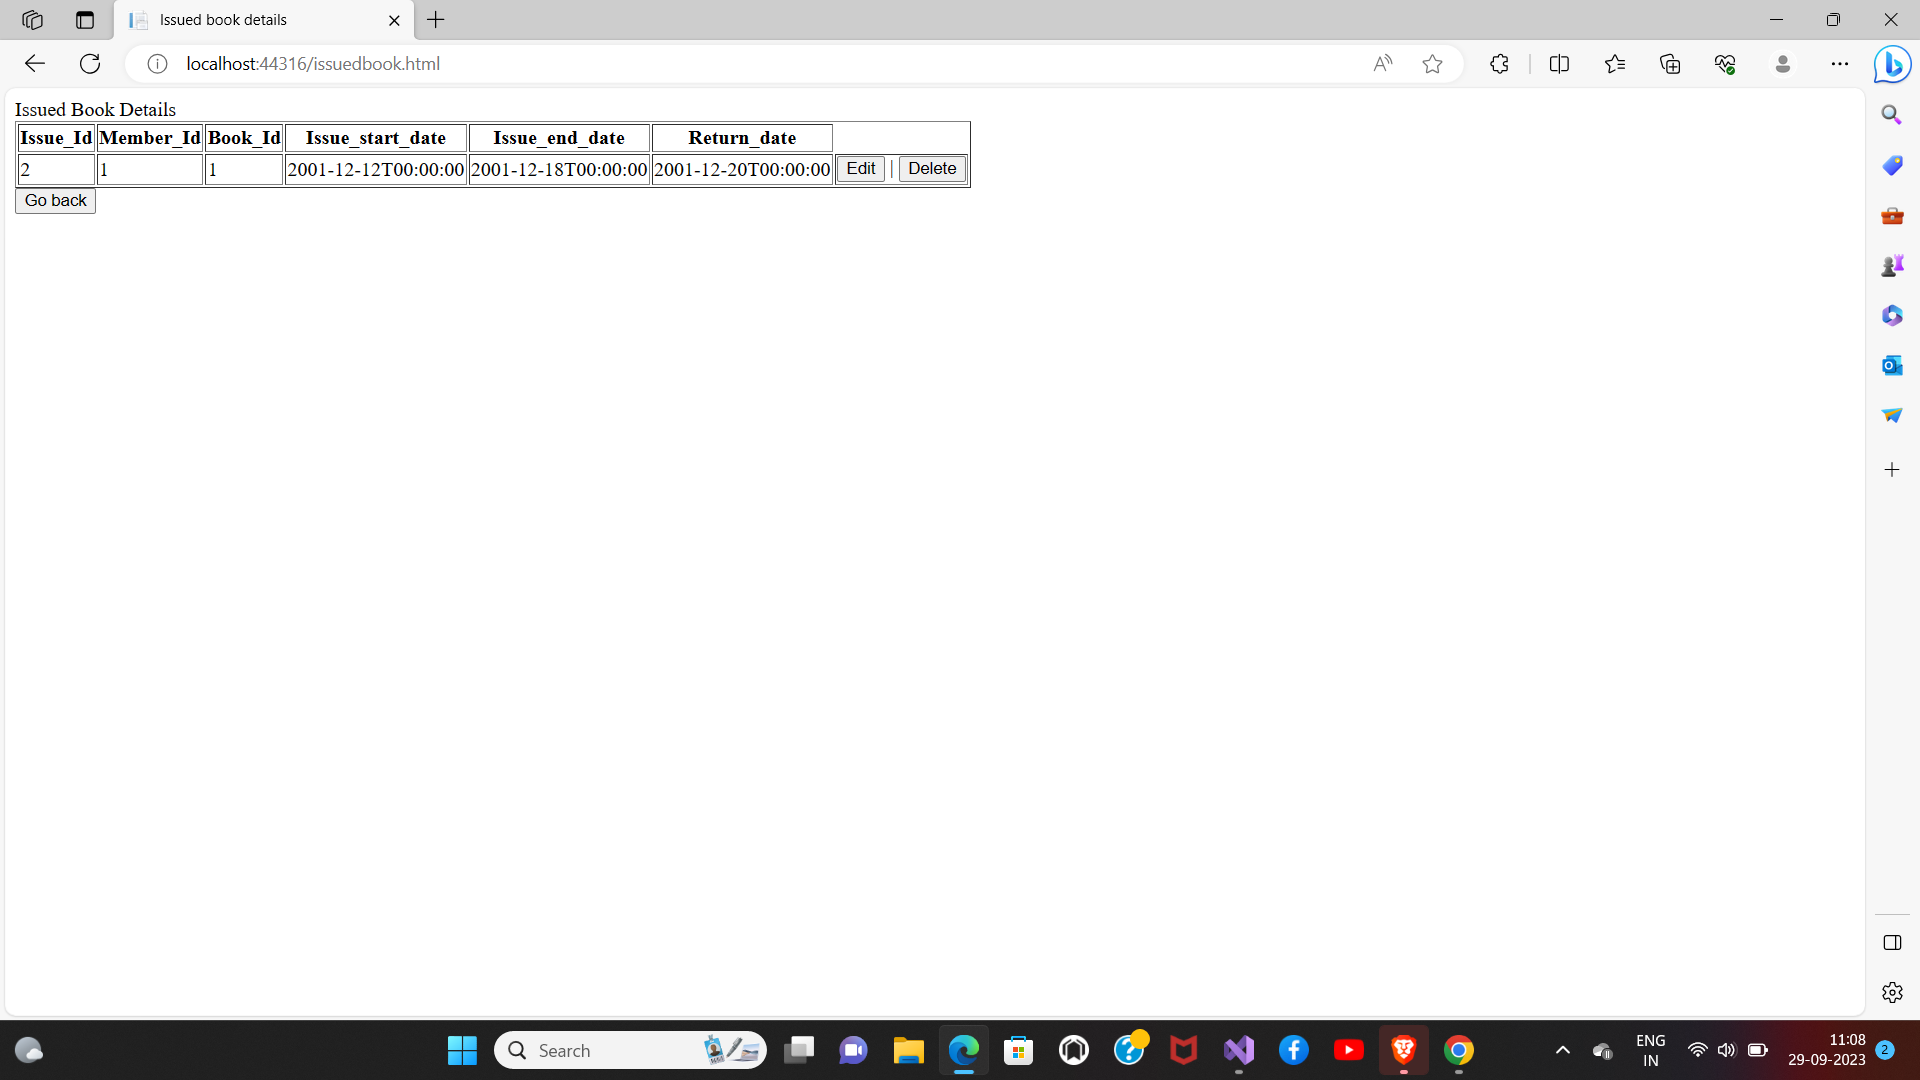 Issued book details
localhost:44316/issuedbook.html
Issued Book Details
Issue_Id Member_Id Book_Id Issue_start_date Issue_end_date Return_date
2 1 1 2001-12-12T00:00:00 2001-12-18T00:00:00 2001-12-20T00:00:00 Edit | Delete
Go back
Search
ENG
IN
11:08
29-09-2023
2